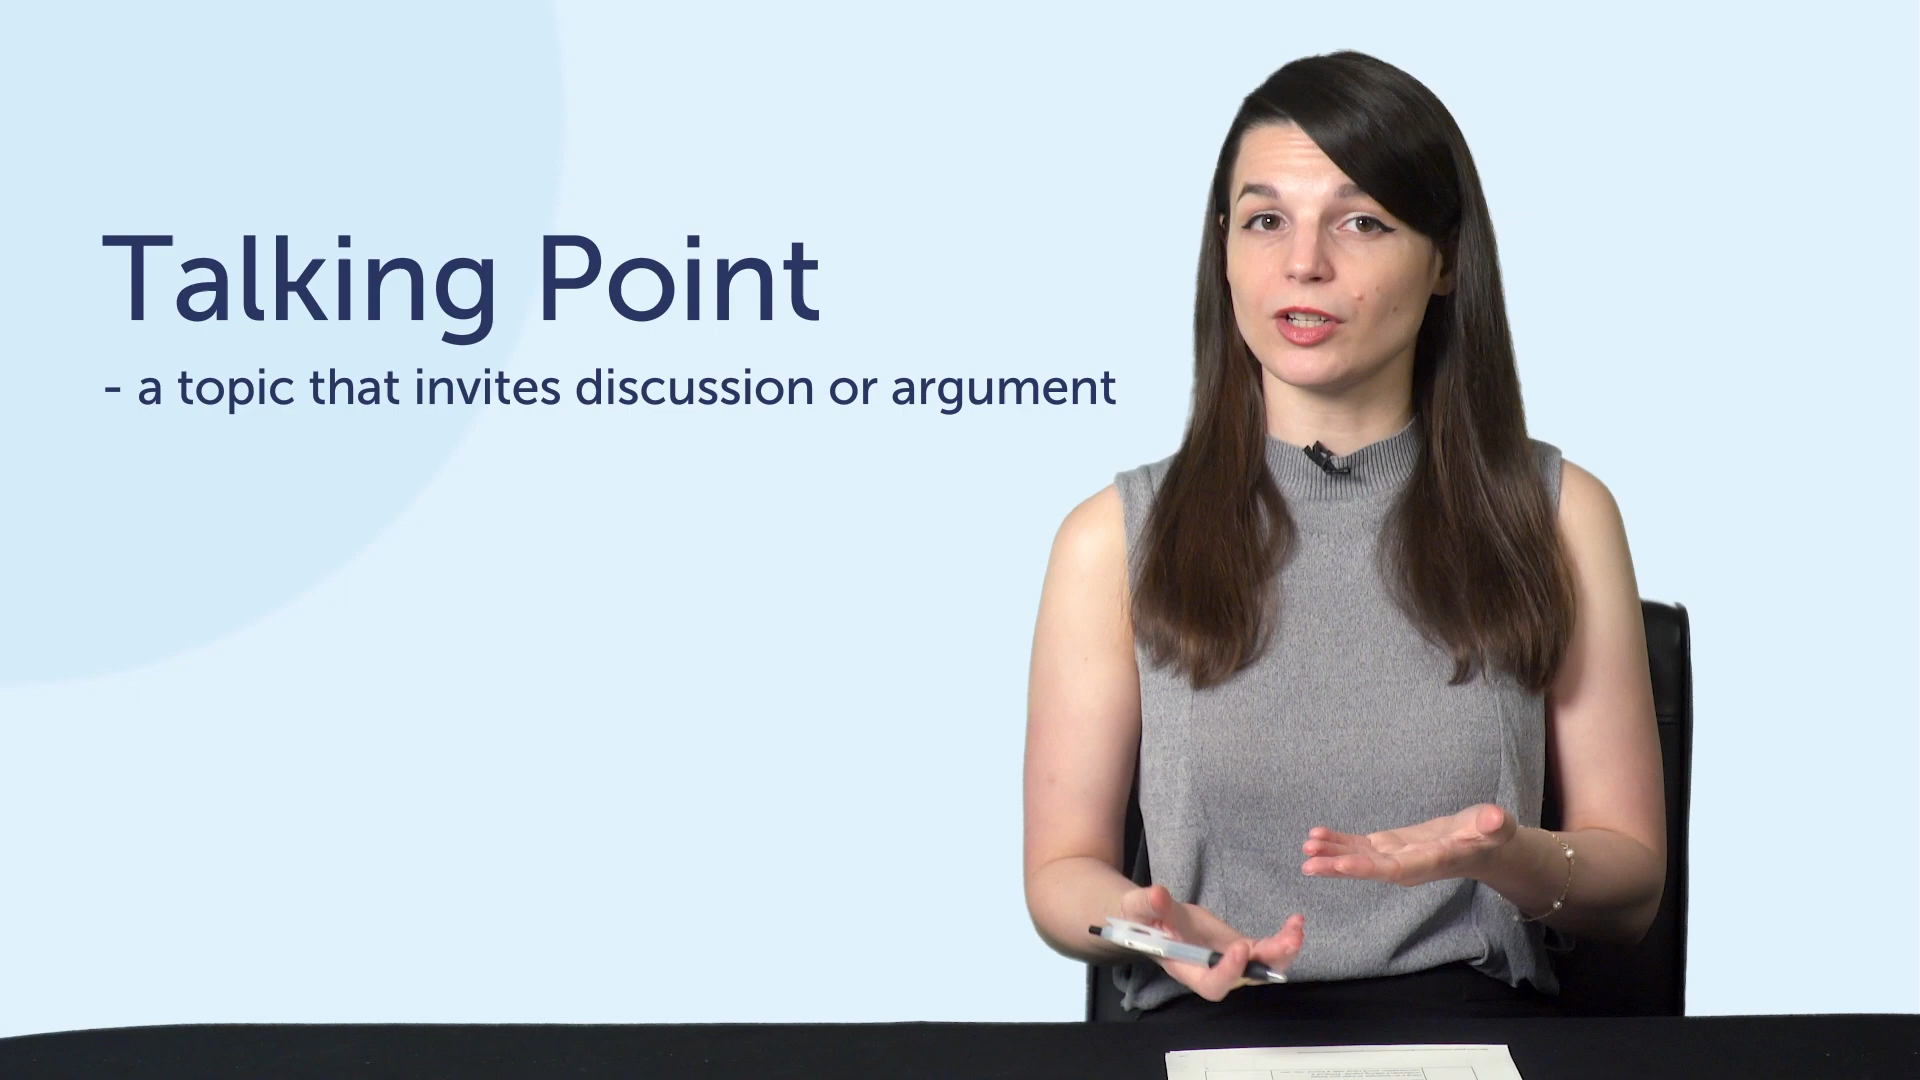 Talking Point
- a topic that invites discussion or argument